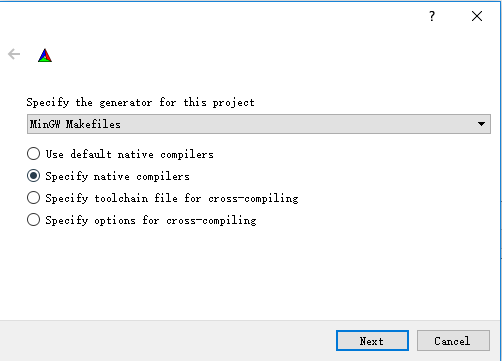 ?
Specify the generator for this project
MinGW Makefiles
Use default native compilers
Specify native compilers
Specify toolchain file for cross-compiling
Specify options for cross-compiling
Next
Cancel